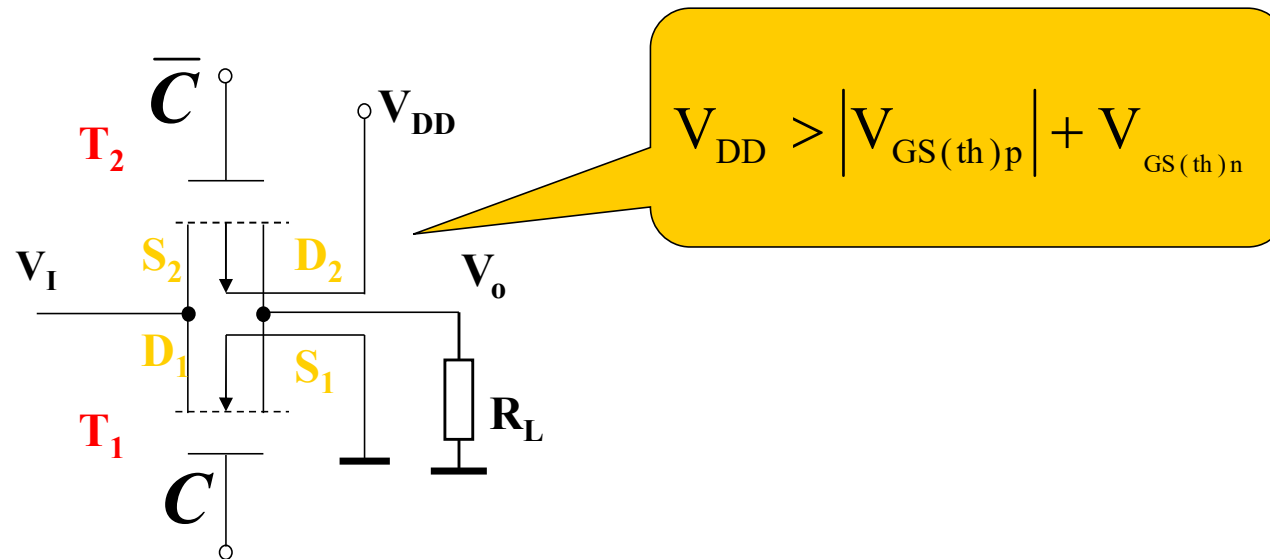 C̅
V_DD
T₂
V_DD > |V_GS(th)p| + V_GS(th)n
S₂ D₂
V_I
V_o
D₁ S₁
T₁
R_L
C